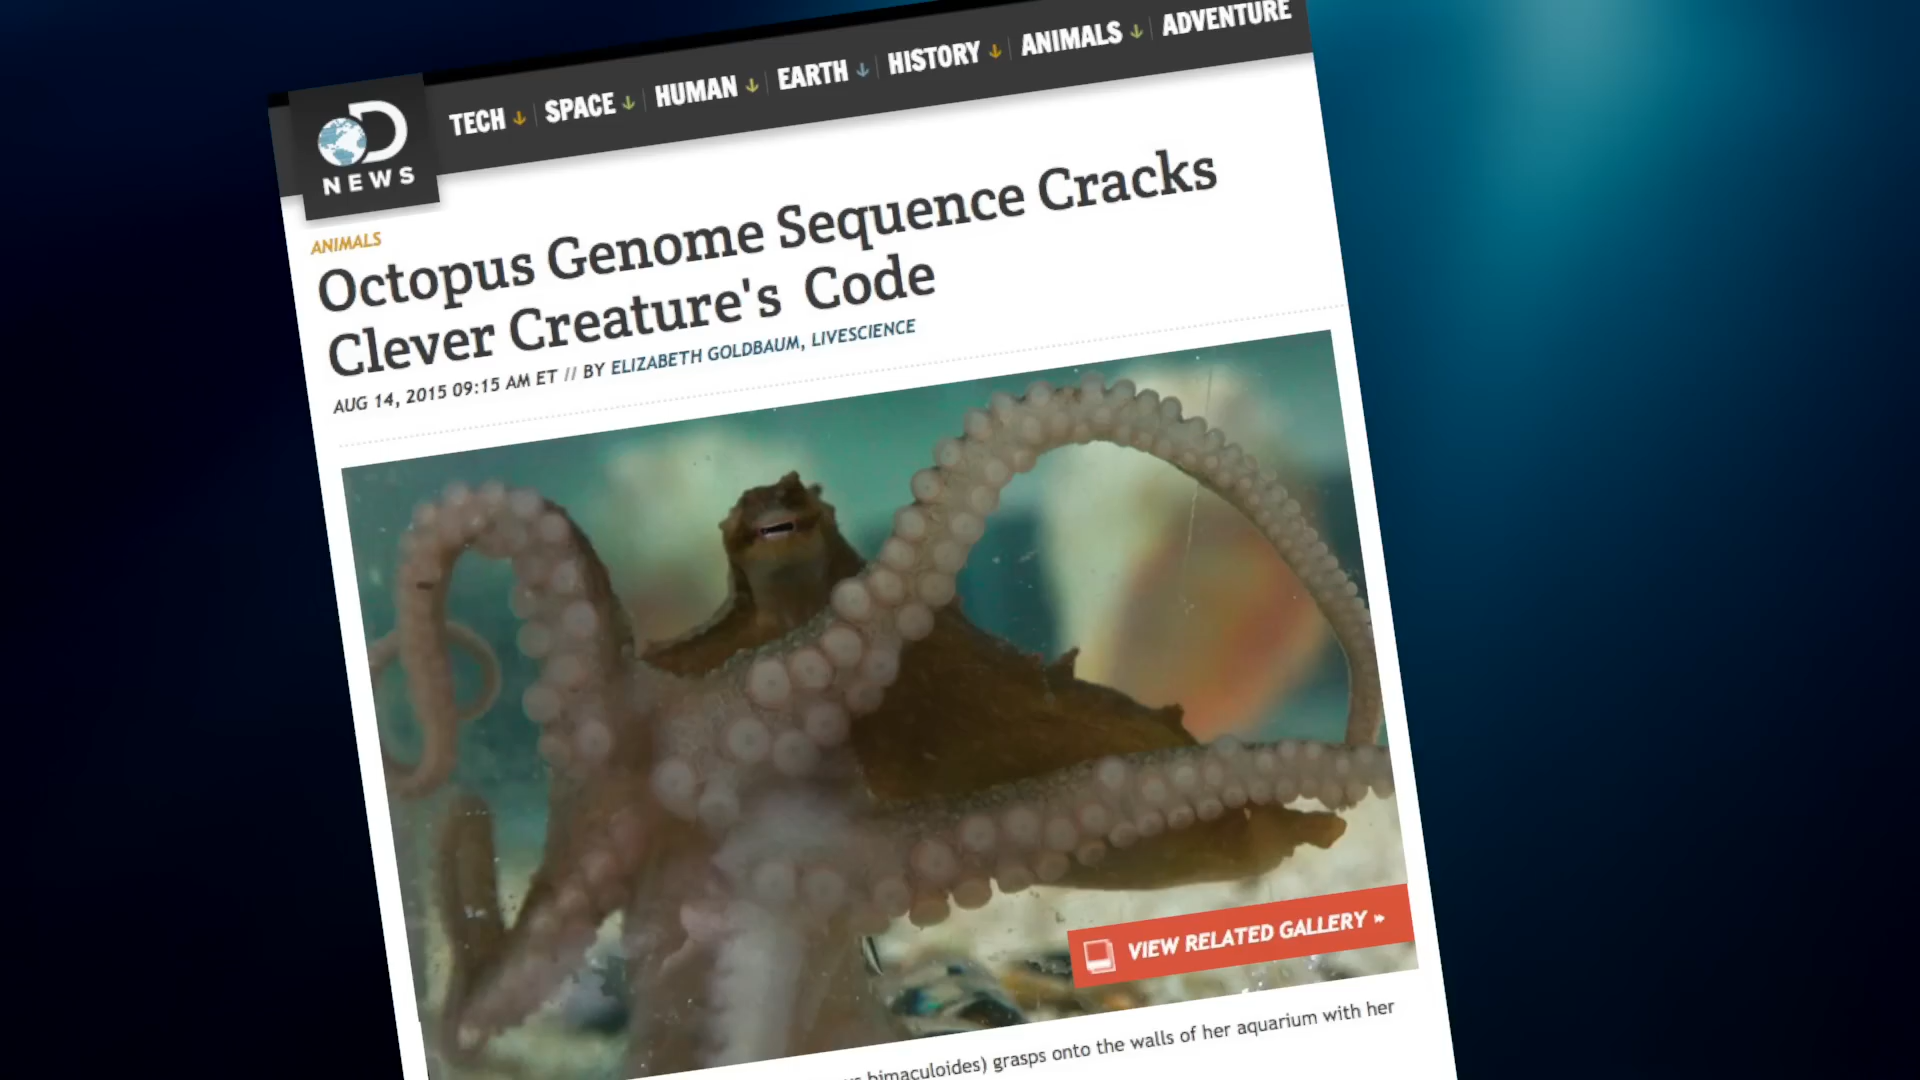 TECH SPACE HUMAN EARTH HISTORY ANIMALS ADVENTURE
D
NEWS
ANIMALS
Octopus Genome Sequence Cracks
Clever Creature's Code
AUG 14, 2015 09:15 AM ET // BY ELIZABETH GOLDBAUM, LIVESCIENCE
VIEW RELATED GALLERY »
bimaculoides) grasps onto the walls of her aquarium with her